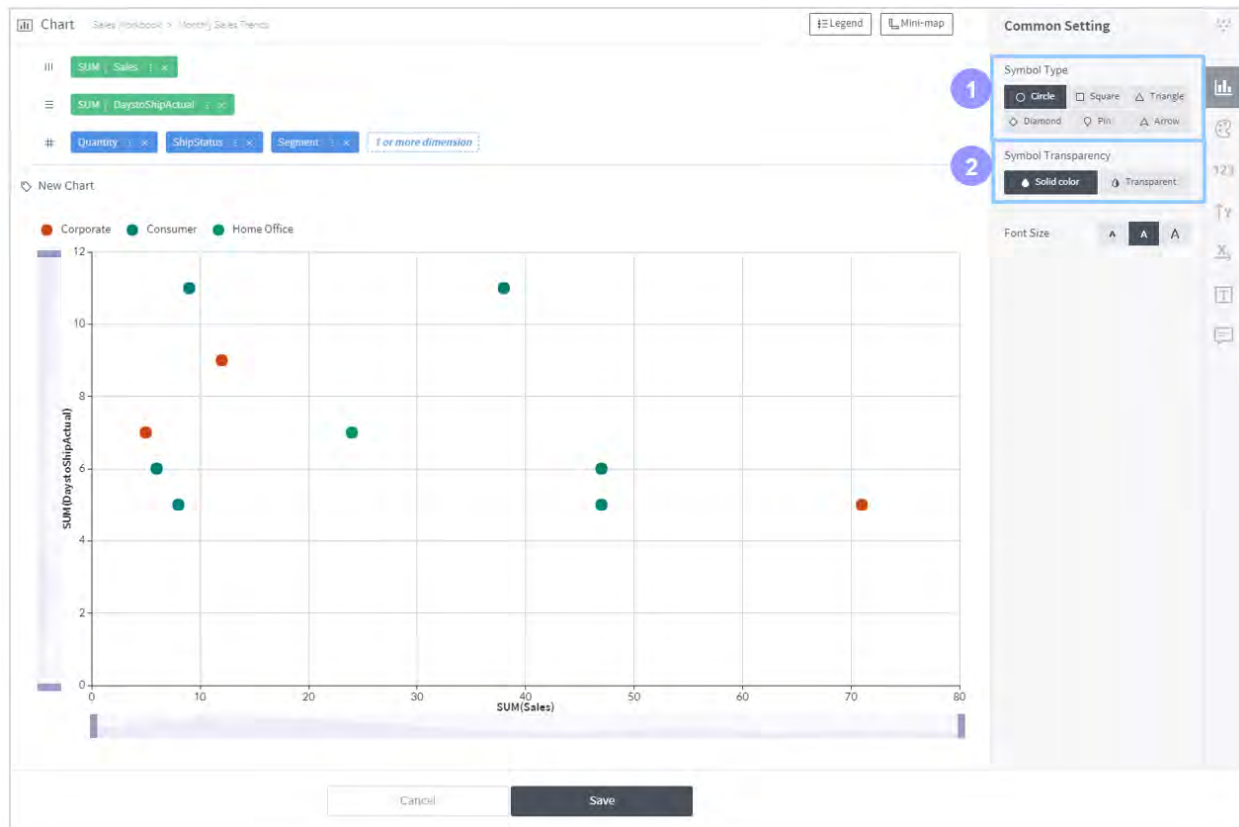 Chart Sales Workbook > Monthly Sales Trends
Legend Mini-map
SUM Sales
SUM DaystoShipActual
# Quantity ShipStatus Segment 1 or more dimension
New Chart
Corporate Consumer Home Office
12
10
8
6
4
2
0
SUM(DaystoShipActual)
0 10 20 30 40 50 60 70 80
SUM(Sales)
Cancel Save
Common Setting
1
Symbol Type
Circle Square Triangle
Diamond Pin Arrow
2
Symbol Transparency
Solid color Transparent
Font Size A A A
123
Y
X
T